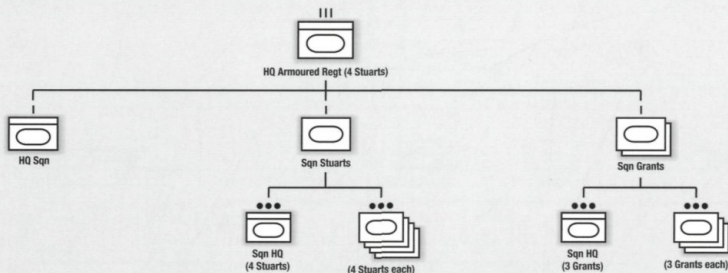 HQ Armoured Regt (4 Stuarts)
HQ Sqn
Sqn Stuarts
Sqn Grants
Sqn HQ
(4 Stuarts)
(4 Stuarts each)
Sqn HQ
(3 Grants)
(3 Grants each)